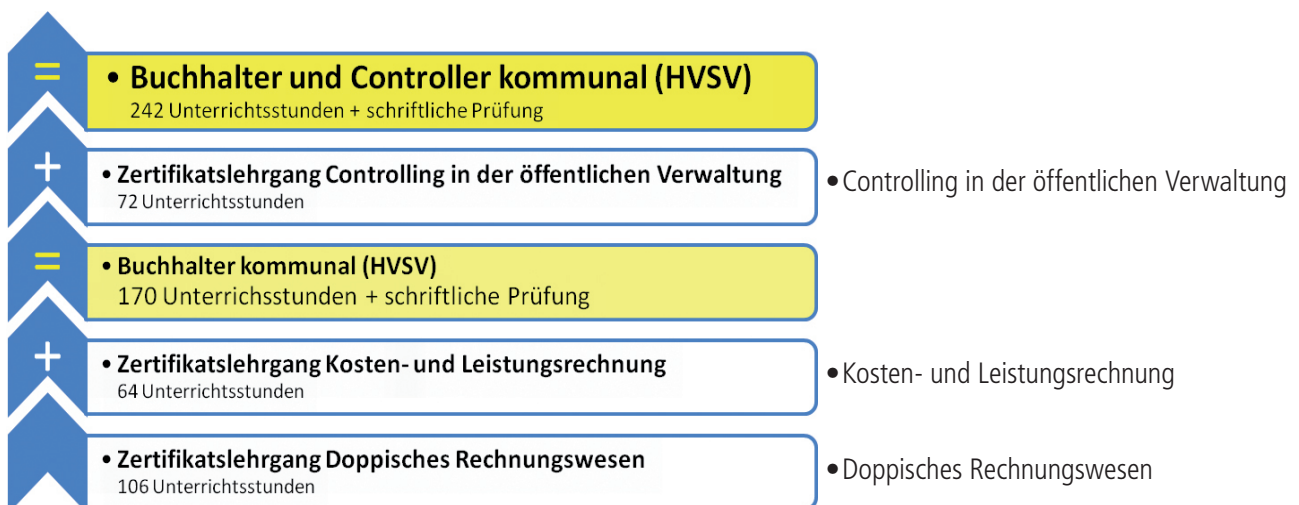 =
• Buchhalter und Controller kommunal (HVSV)
242 Unterrichtsstunden + schriftliche Prüfung
+
• Zertifikatslehrgang Controlling in der öffentlichen Verwaltung
72 Unterrichtsstunden
• Controlling in der öffentlichen Verwaltung
=
• Buchhalter kommunal (HVSV)
170 Unterrichsstunden + schriftliche Prüfung
+
• Zertifikatslehrgang Kosten- und Leistungsrechnung
64 Unterrichtsstunden
• Kosten- und Leistungsrechnung
• Zertifikatslehrgang Doppisches Rechnungswesen
106 Unterrichtsstunden
• Doppisches Rechnungswesen